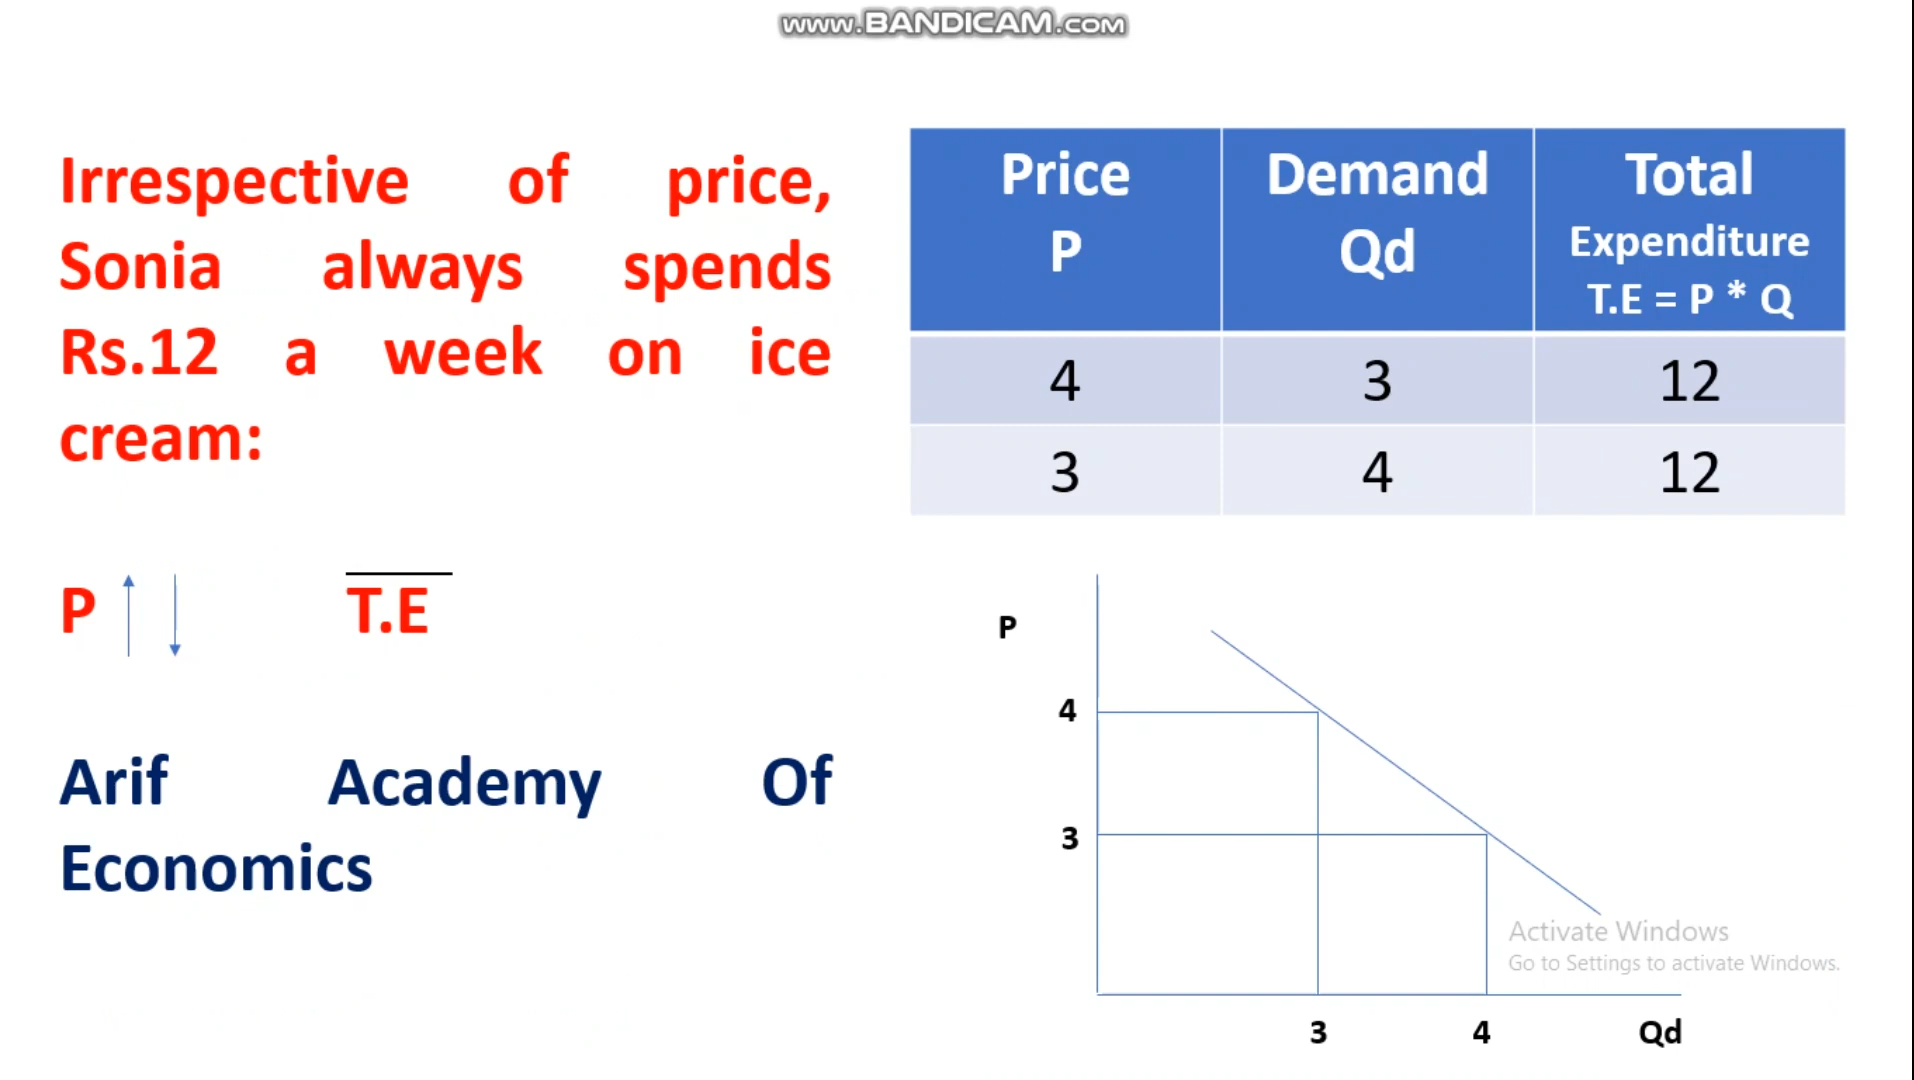 www.BANDICAM.com
Irrespective of price,
Sonia always spends
Rs.12 a week on ice
cream:
P T.E
Arif Academy Of
Economics
Price Demand Total
P Qd Expenditure
T.E = P * Q
4 3 12
3 4 12
P
4
3
3 4 Qd
Activate Windows
Go to Settings to activate Windows.